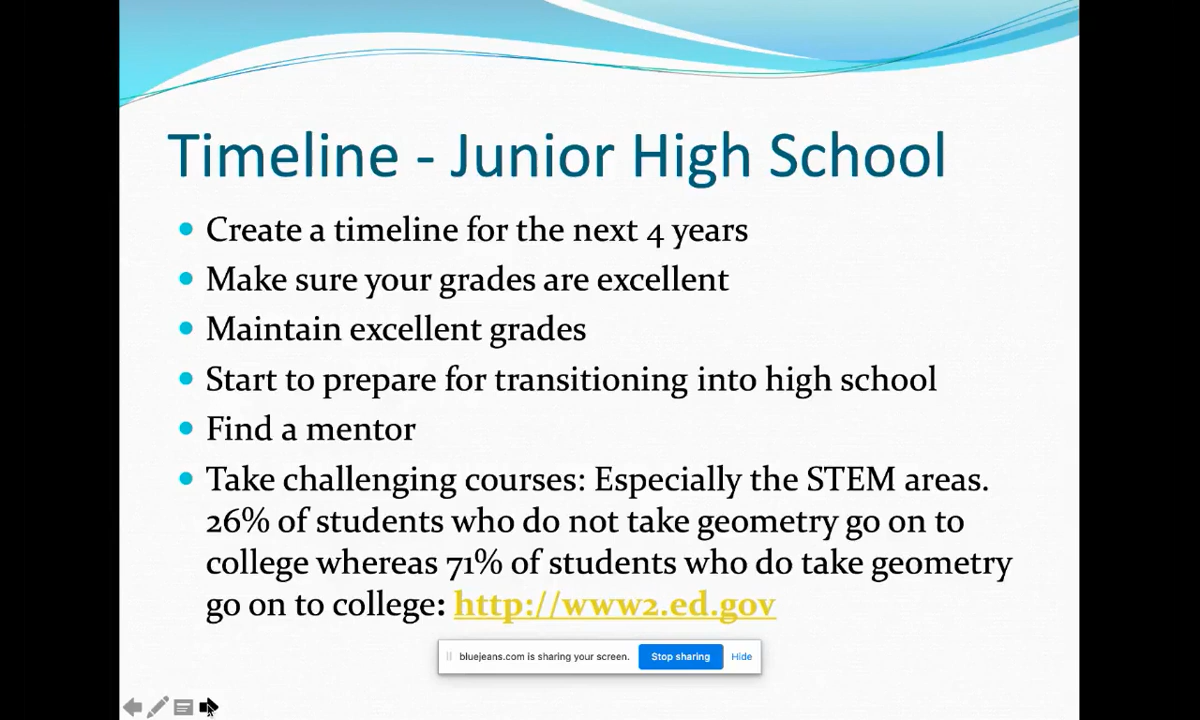 Timeline - Junior High School
Create a timeline for the next 4 years
Make sure your grades are excellent
Maintain excellent grades
Start to prepare for transitioning into high school
Find a mentor
Take challenging courses: Especially the STEM areas.
26% of students who do not take geometry go on to
college whereas 71% of students who do take geometry
go on to college: http://www2.ed.gov
bluejeans.com is sharing your screen. Stop sharing Hide